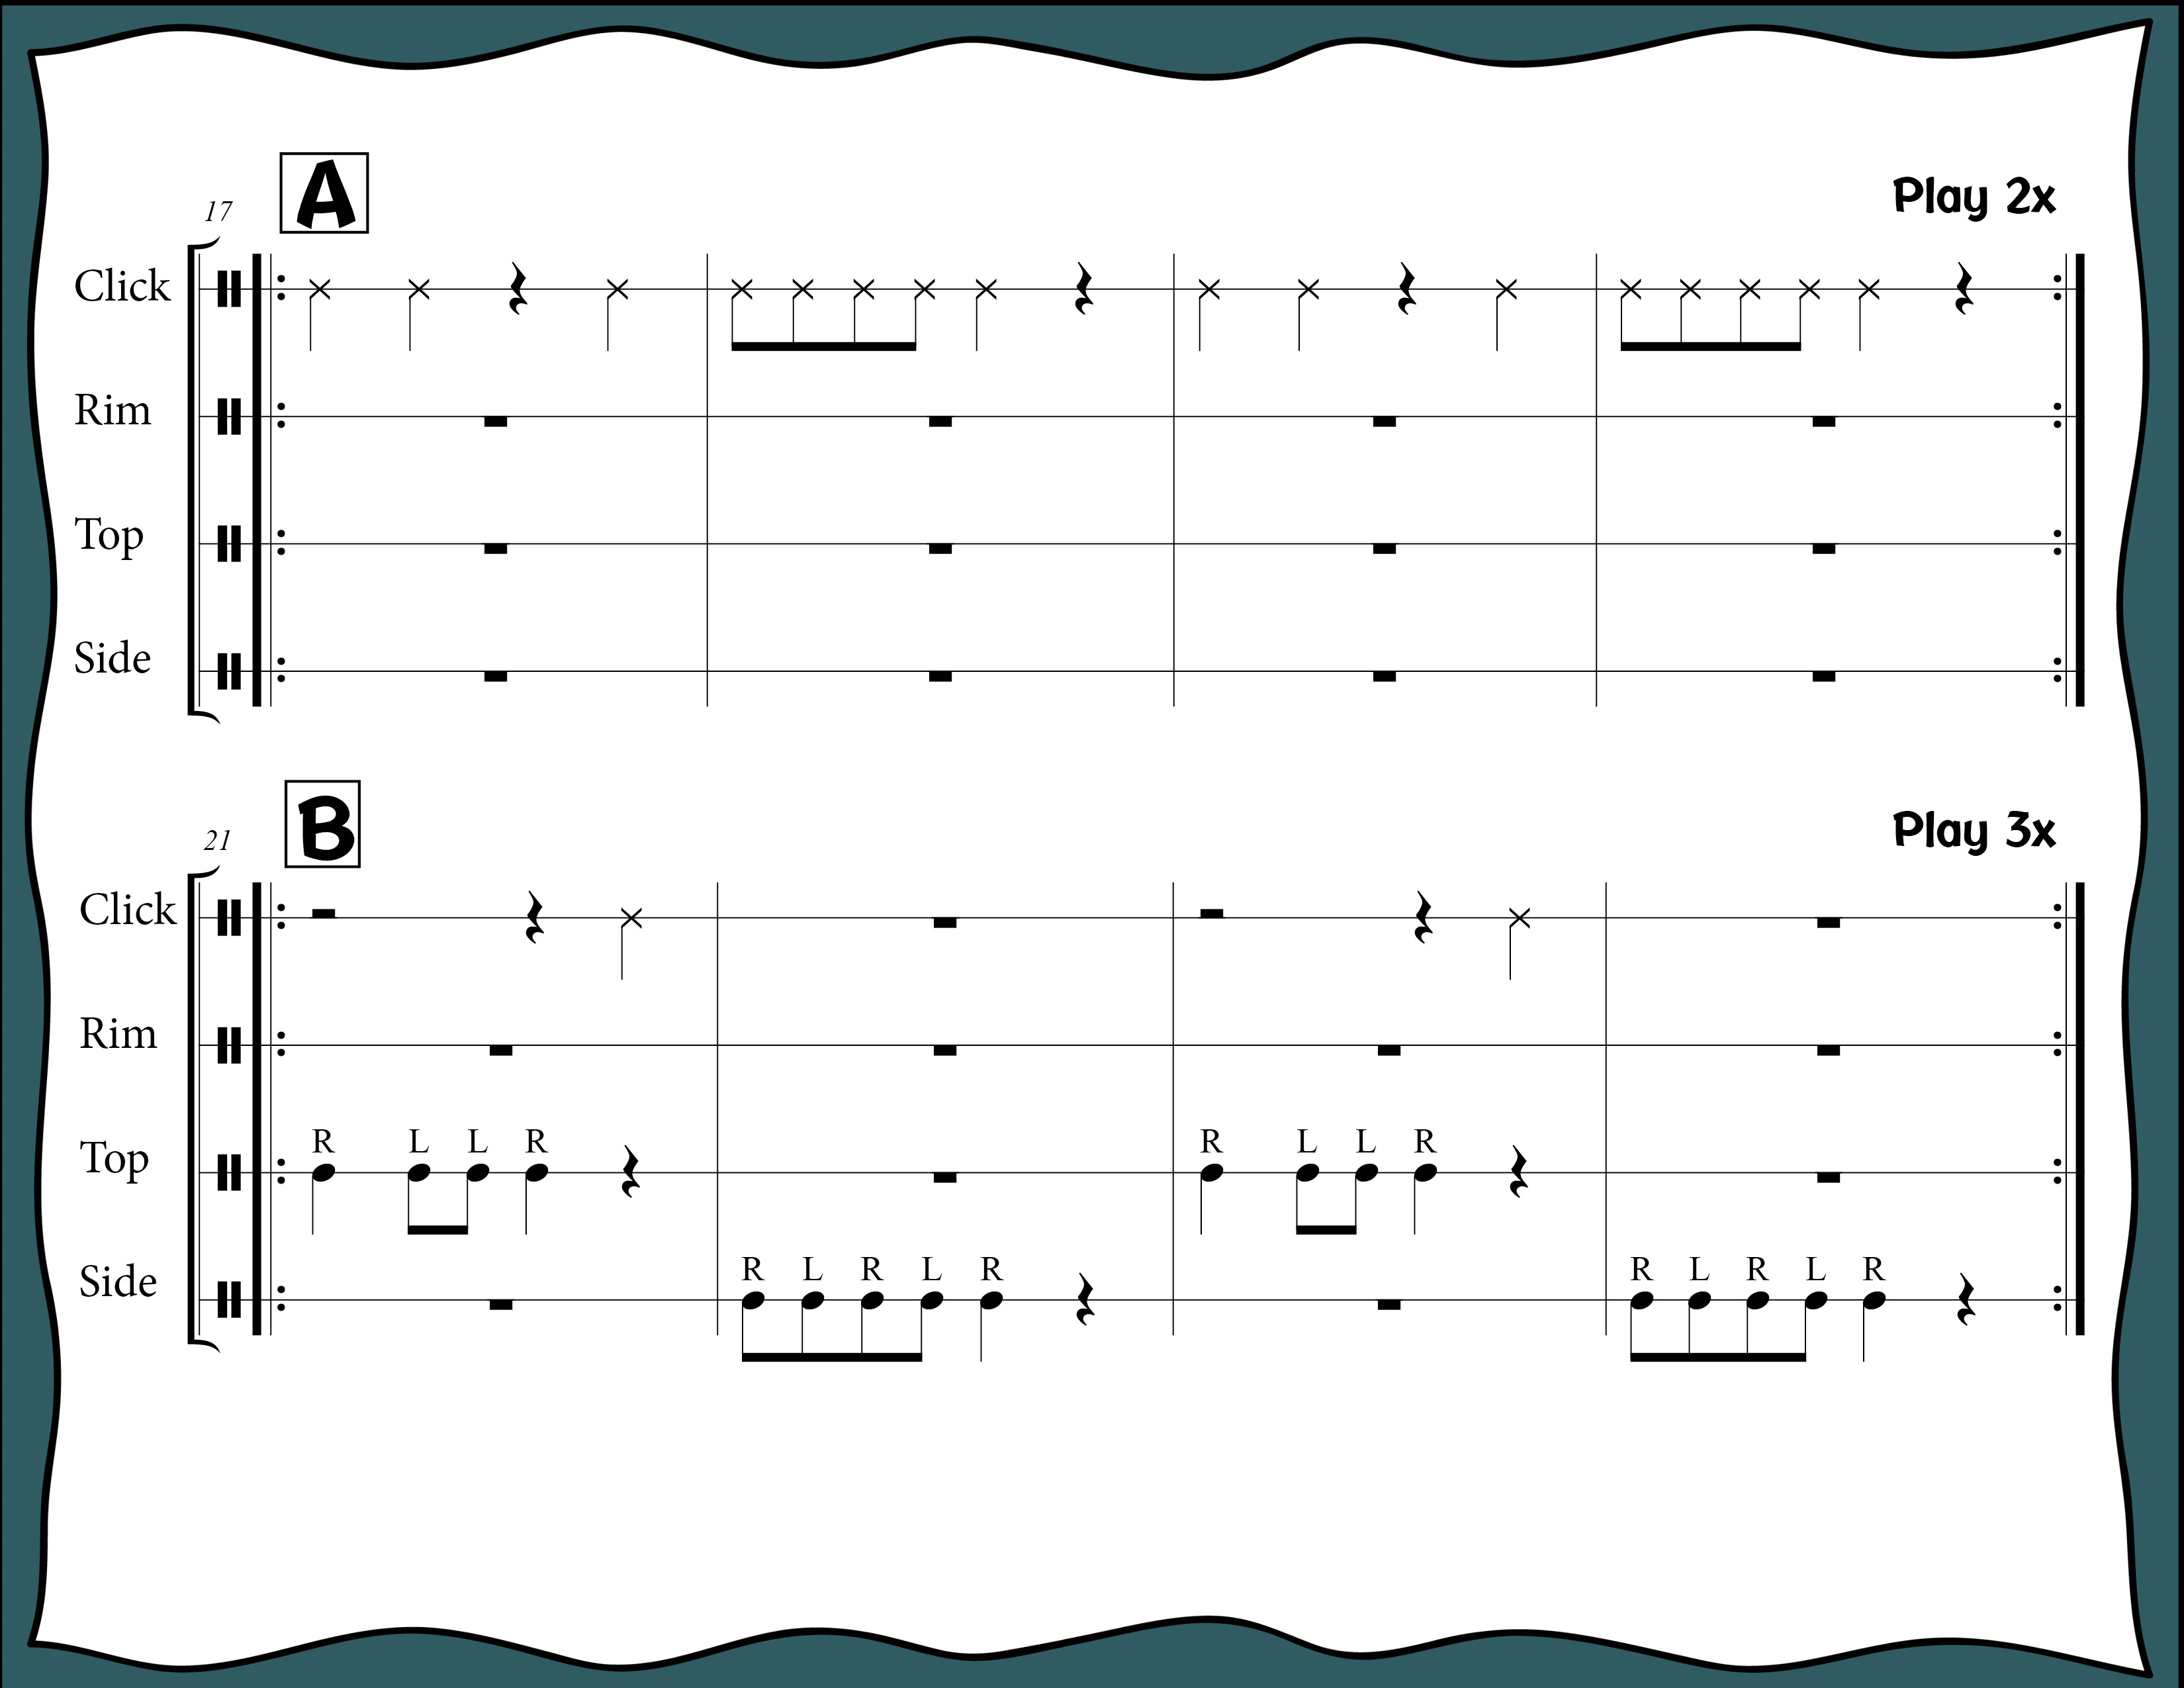 A
Play 2x
17
Click
Rim
Top
Side
B
Play 3x
21
Click
Rim
R L L R R L L R
Top
R L R L R R L R L R
Side